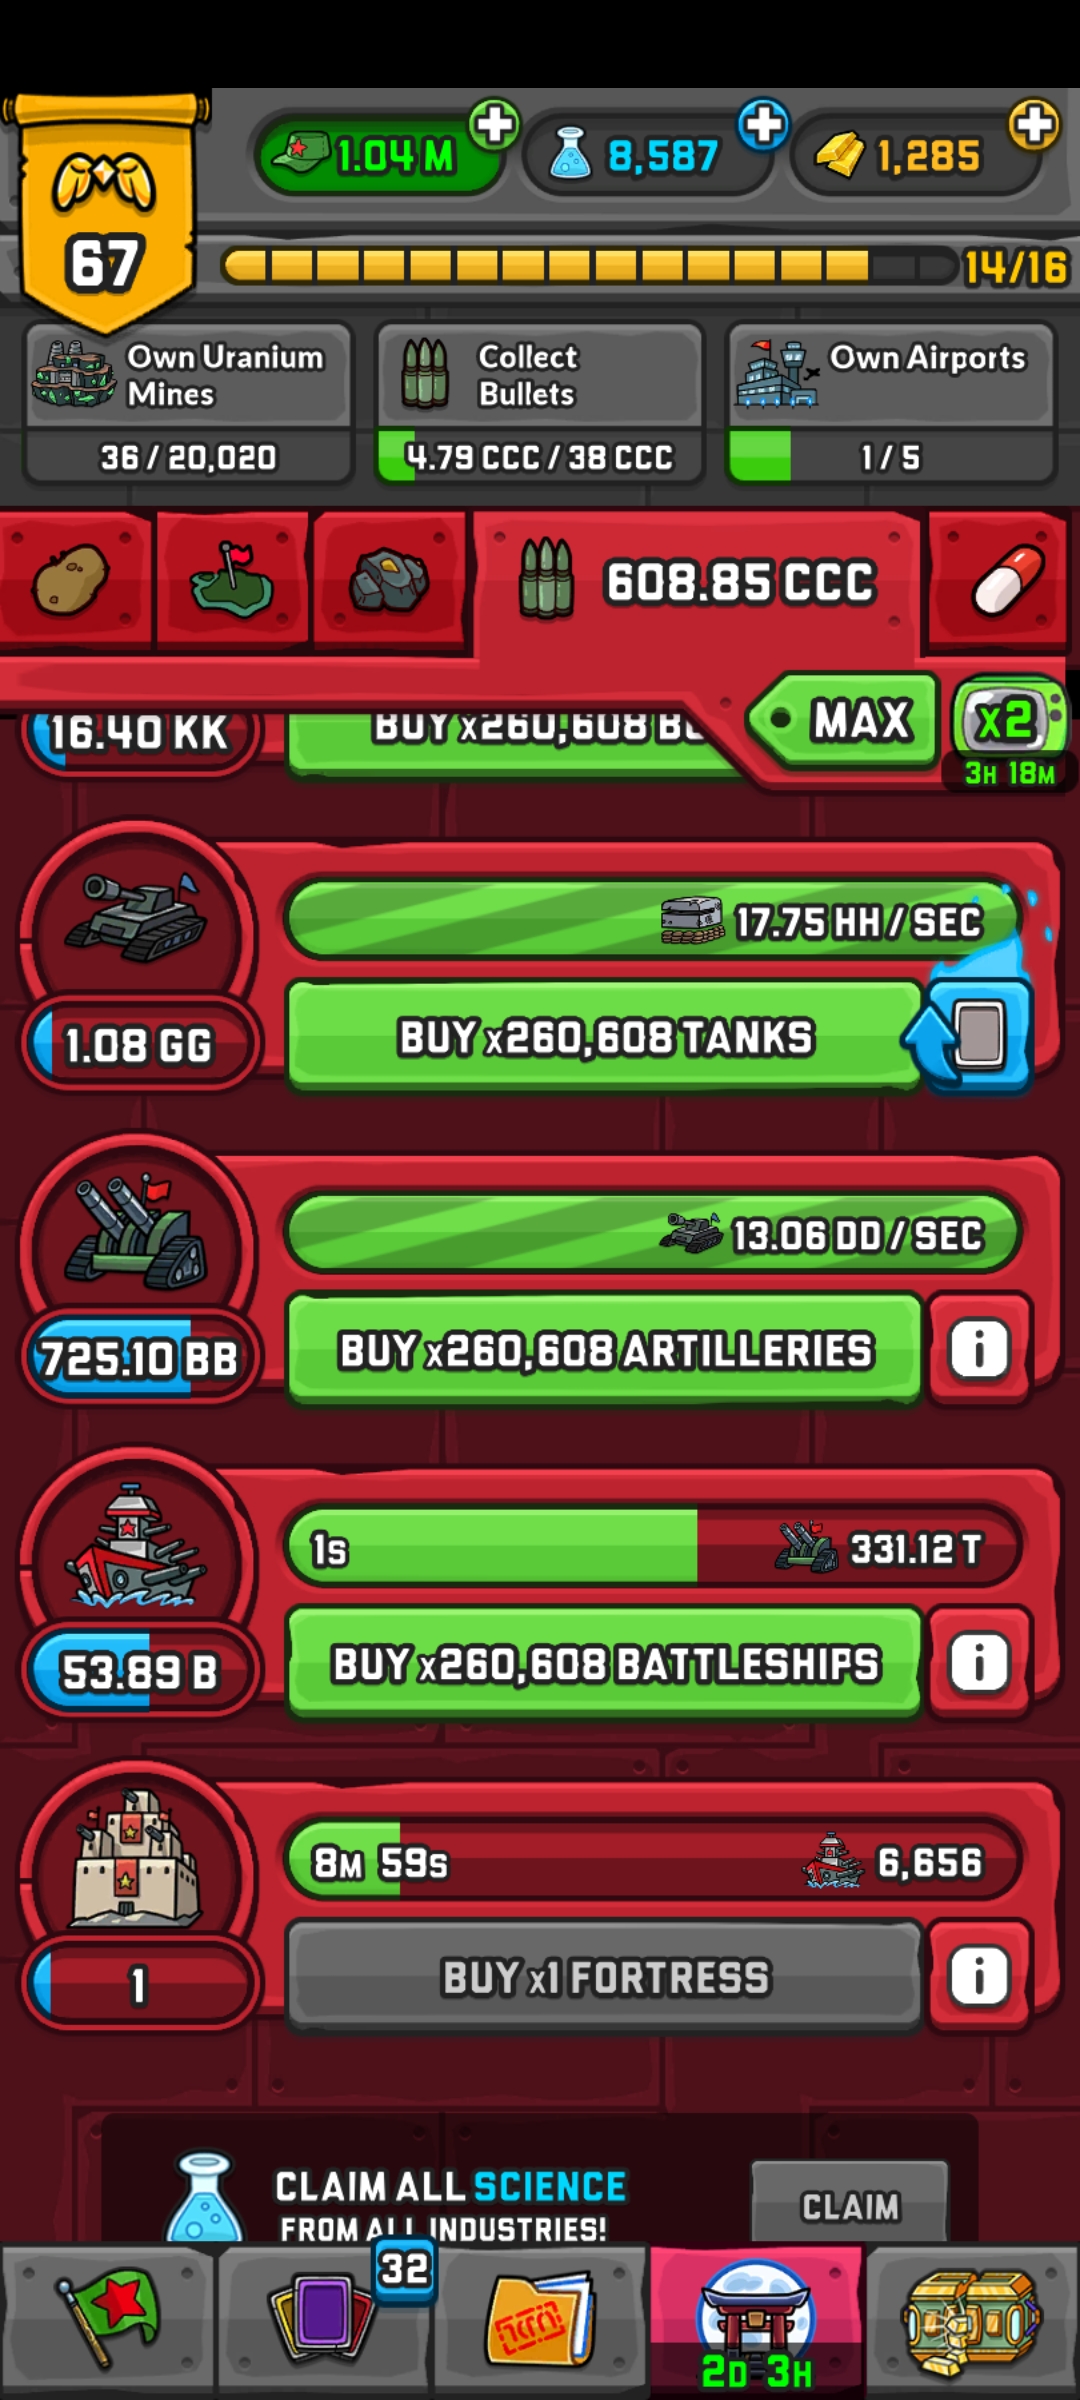 1.04 M
8,587
1,285
67
14/16
Own Uranium
Mines
36 / 20,020
Collect
Bullets
4.79 CCC / 38 CCC
Own Airports
1 / 5
608.85 CCC
MAX
x2
3H 18M
16.40 KK
BUY x260,608
17.75 HH / SEC
1.08 GG
BUY x260,608 TANKS
13.06 DD / SEC
725.10 BB
BUY x260,608 ARTILLERIES
i
1S
331.12 T
53.89 B
BUY x260,608 BATTLESHIPS
i
8M 59S
6,656
1
BUY x1 FORTRESS
i
CLAIM ALL SCIENCE
FROM ALL INDUSTRIES!
CLAIM
32
2D 3H